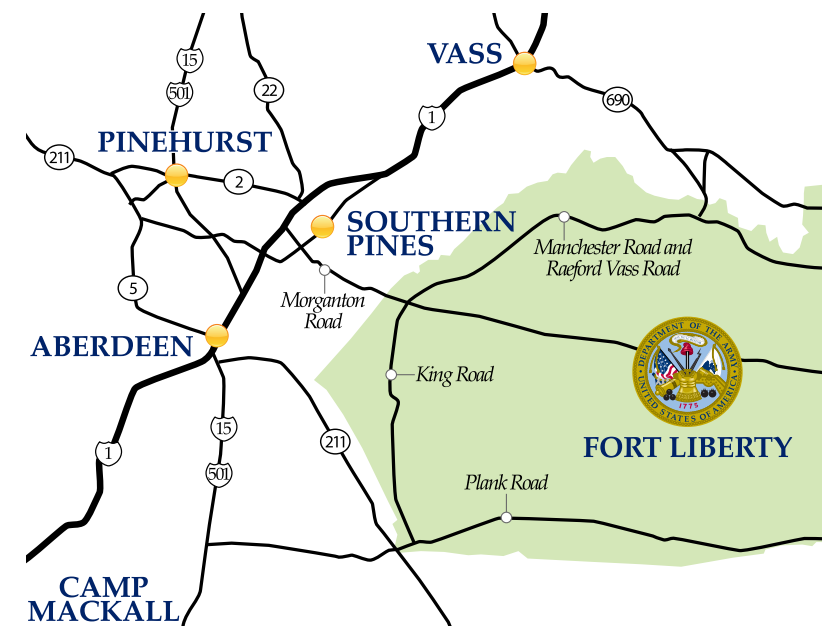 VASS
15
501
22
690
1
PINEHURST
211
2
SOUTHERN
PINES
Manchester Road and
Raeford Vass Road
5
Morganton
Road
ABERDEEN
DEPARTMENT OF THE ARMY
UNITED STATES OF AMERICA
1775
King Road
15
211
FORT LIBERTY
1
501
Plank Road
CAMP
MACKALL